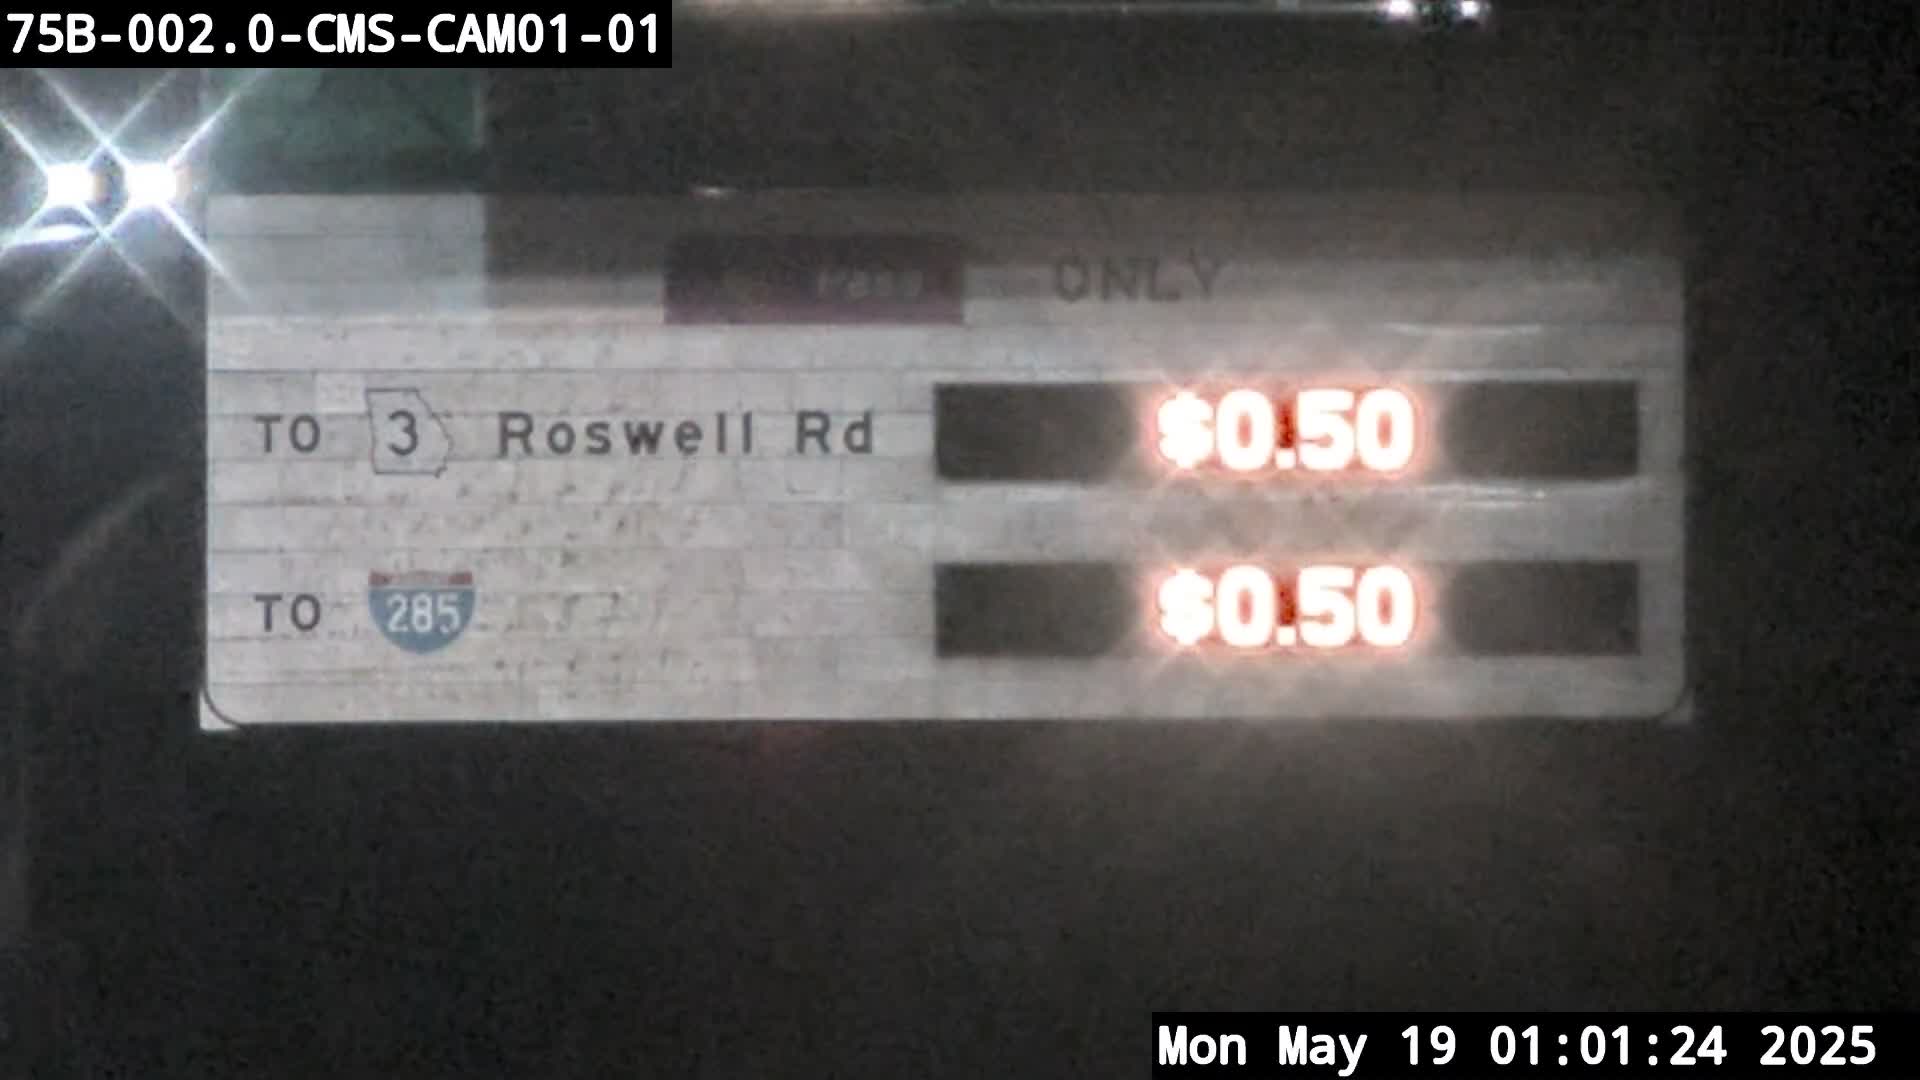 75B-002.0-CMS-CAM01-01
Pass ONLY
TO 3 Roswell Rd $0.50
TO 285 $0.50
Mon May 19 01:01:24 2025